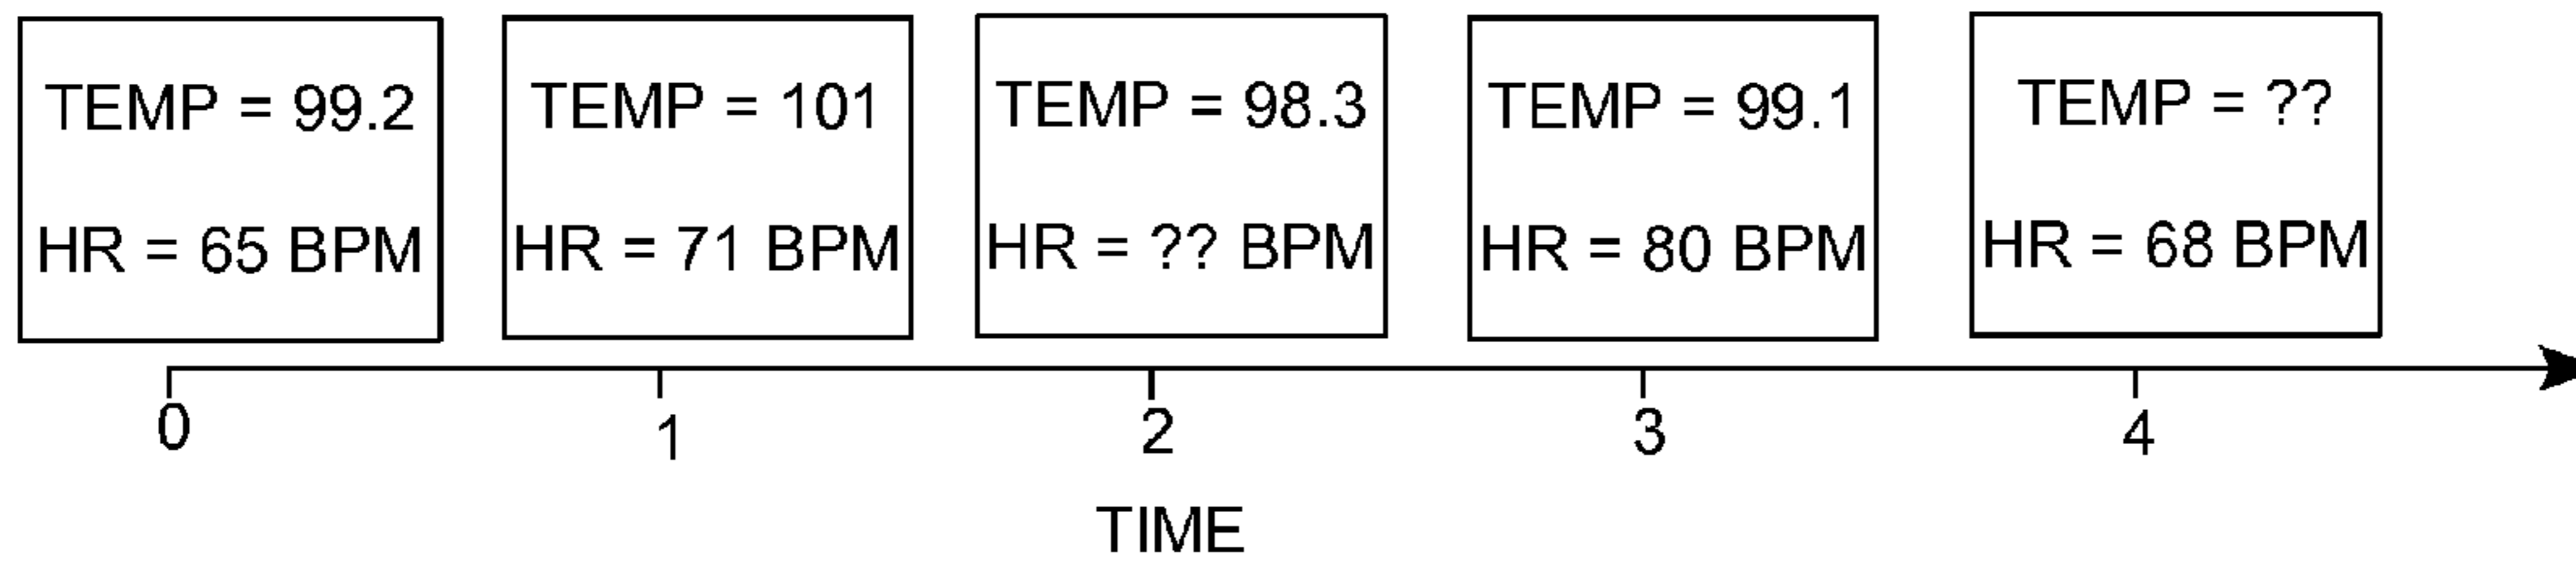 TEMP = 99.2
HR = 65 BPM
TEMP = 101
HR = 71 BPM
TEMP = 98.3
HR = ?? BPM
TEMP = 99.1
HR = 80 BPM
TEMP = ??
HR = 68 BPM
0
1
2
3
4
TIME